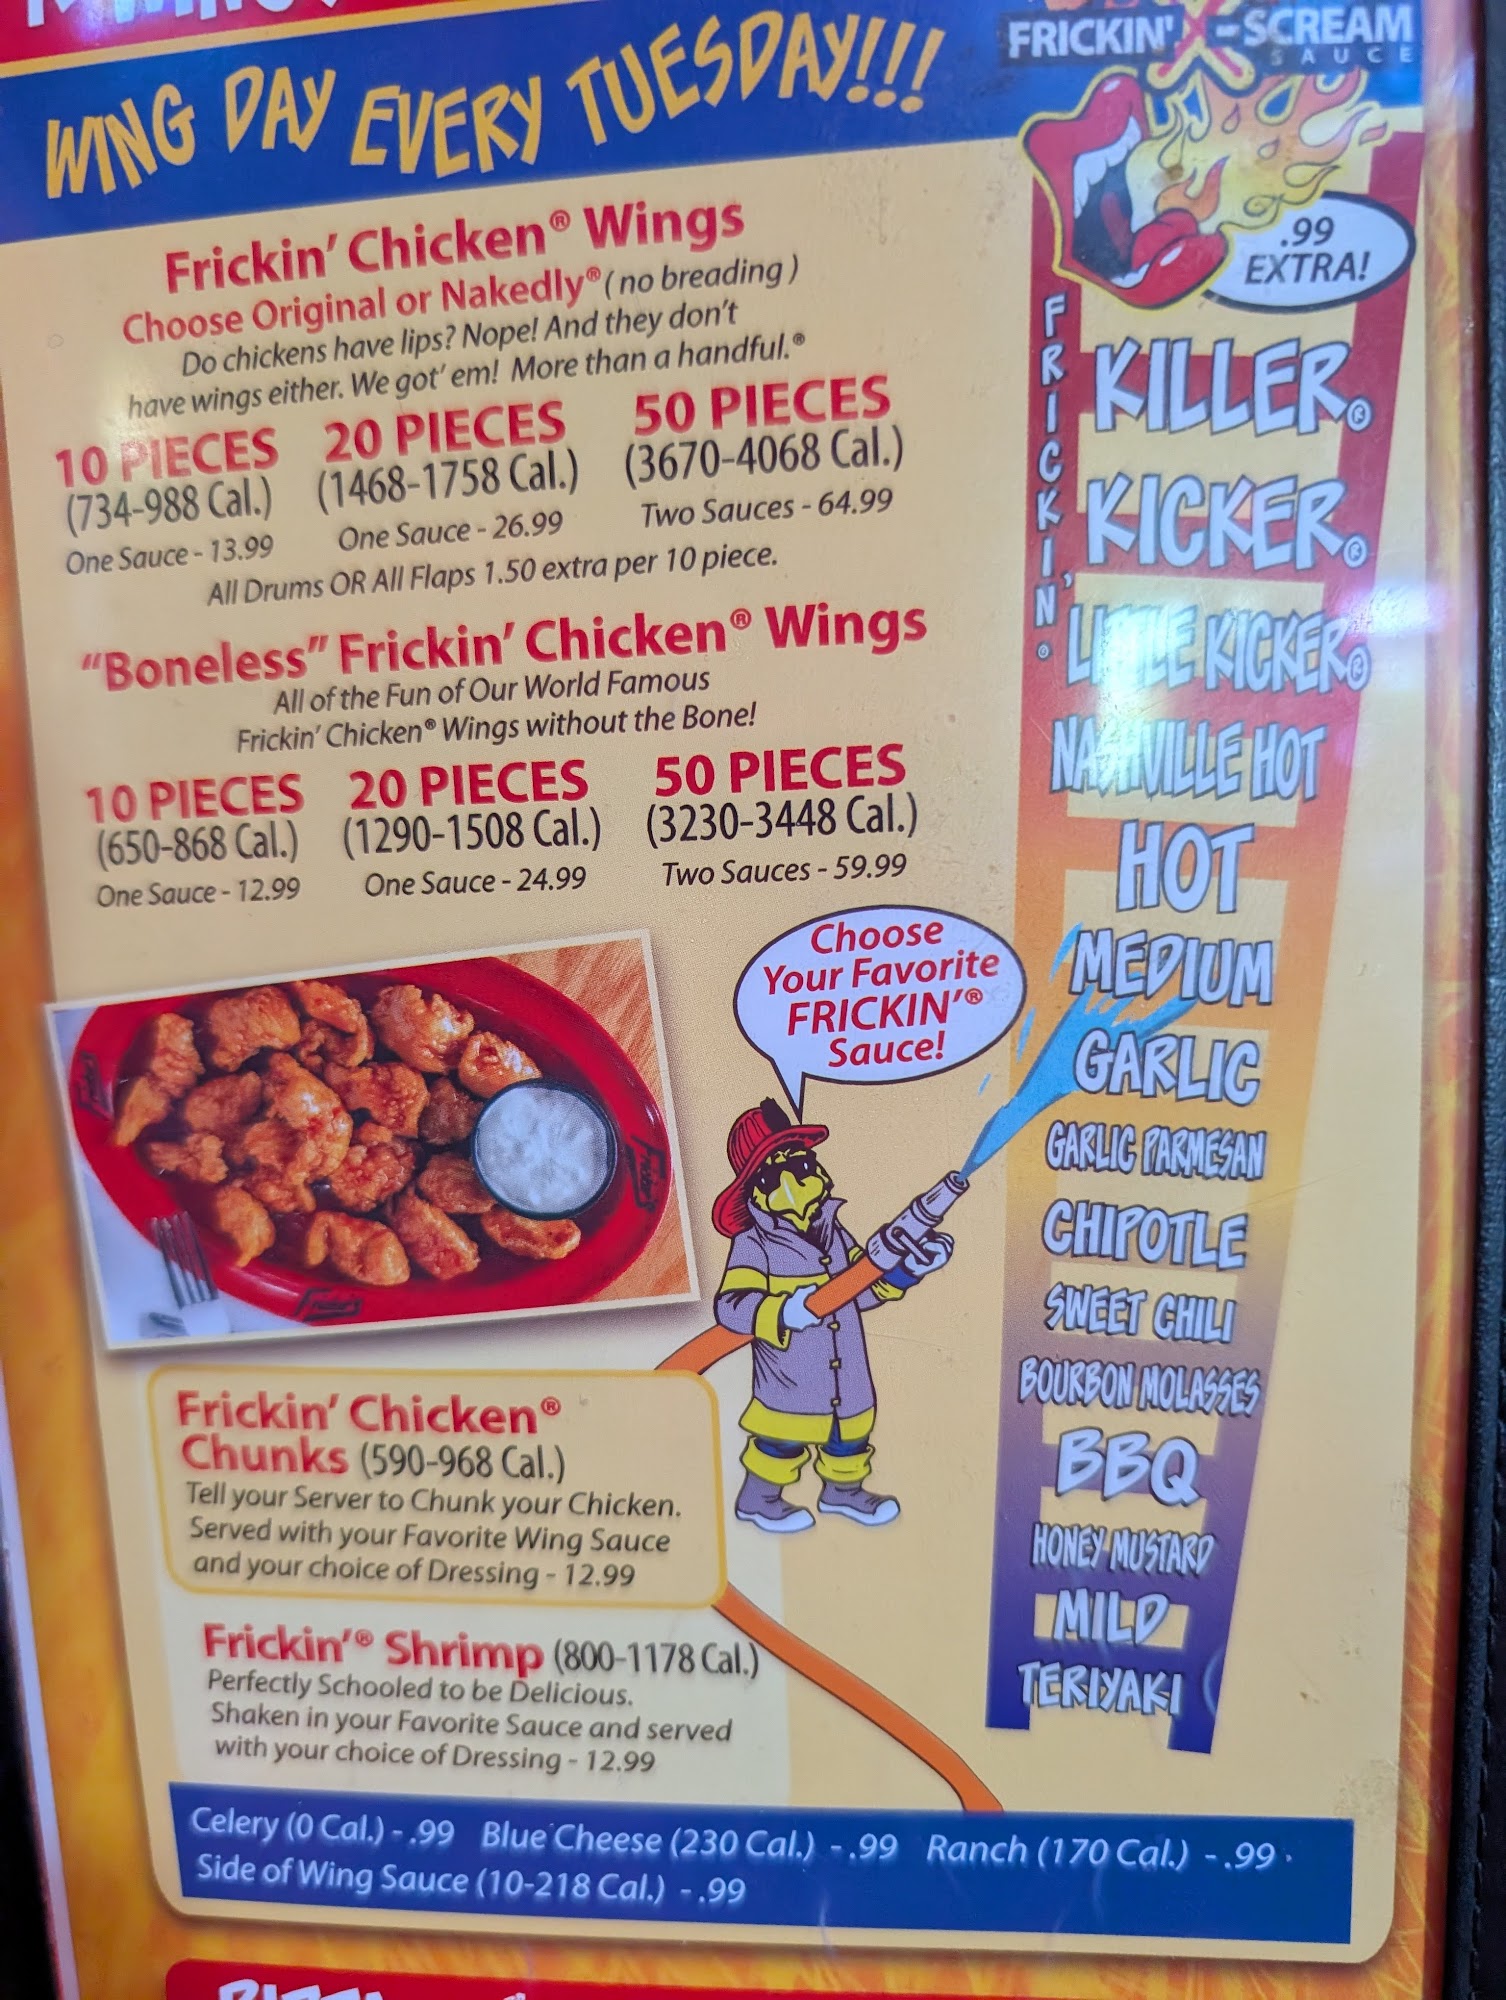 WING DAY EVERY TUESDAY!!!
FRICKIN' X-SCREAM
SAUCE
.99
EXTRA!
Frickin' Chicken® Wings
Choose Original or Nakedly® ( no breading )
Do chickens have lips? Nope! And they don't
have wings either. We got' em! More than a handful.®
10 PIECES 20 PIECES 50 PIECES
(734-988 Cal.) (1468-1758 Cal.) (3670-4068 Cal.)
One Sauce - 13.99 One Sauce - 26.99 Two Sauces - 64.99
All Drums OR All Flaps 1.50 extra per 10 piece.
"Boneless" Frickin' Chicken® Wings
All of the Fun of Our World Famous
Frickin' Chicken® Wings without the Bone!
10 PIECES 20 PIECES 50 PIECES
(650-868 Cal.) (1290-1508 Cal.) (3230-3448 Cal.)
One Sauce - 12.99 One Sauce - 24.99 Two Sauces - 59.99
Choose
Your Favorite
FRICKIN'®
Sauce!
Frickin' Chicken®
Chunks (590-968 Cal.)
Tell your Server to Chunk your Chicken.
Served with your Favorite Wing Sauce
and your choice of Dressing - 12.99
Frickin'® Shrimp (800-1178 Cal.)
Perfectly Schooled to be Delicious.
Shaken in your Favorite Sauce and served
with your choice of Dressing - 12.99
FRICKIN'®
KILLER®
KICKER®
LITTLE KICKER®
NASHVILLE HOT
HOT
MEDIUM
GARLIC
GARLIC PARMESAN
CHIPOTLE
SWEET CHILI
BOURBON MOLASSES
BBQ
HONEY MUSTARD
MILD
TERIYAKI
Celery (0 Cal.) - .99 Blue Cheese (230 Cal.) - .99 Ranch (170 Cal.) - .99
Side of Wing Sauce (10-218 Cal.) - .99